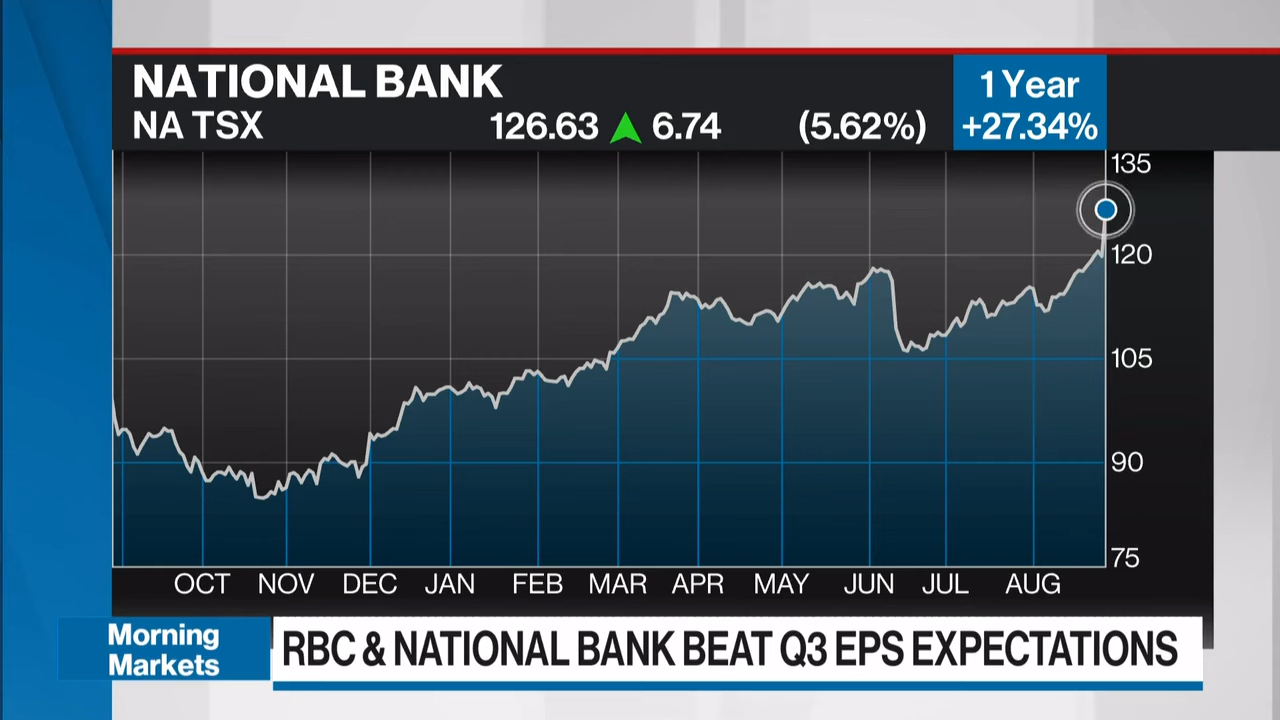 NATIONAL BANK
NA TSX 126.63 6.74 (5.62%)
1 Year
+27.34%
135
120
105
90
75
OCT NOV DEC JAN FEB MAR APR MAY JUN JUL AUG
Morning
Markets
RBC & NATIONAL BANK BEAT Q3 EPS EXPECTATIONS